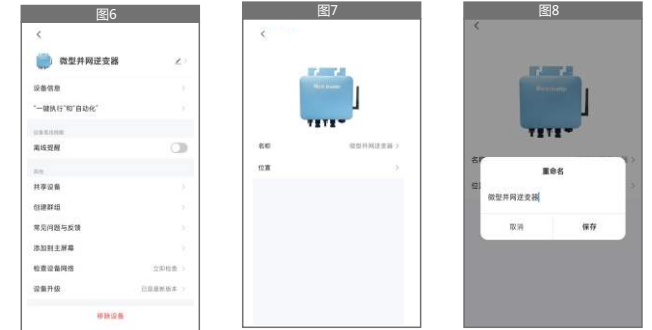 图6
微型并网逆变器
设备信息
"一键执行"和"自动化"
离线提醒
共享设备
创建群组
常见问题与反馈
添加到主屏幕
检查设备网络 立即检查
设备升级 已是最新版本
移除设备
图7
名称 微型并网逆变器
位置
图8
重命名
微型并网逆变器
取消 保存